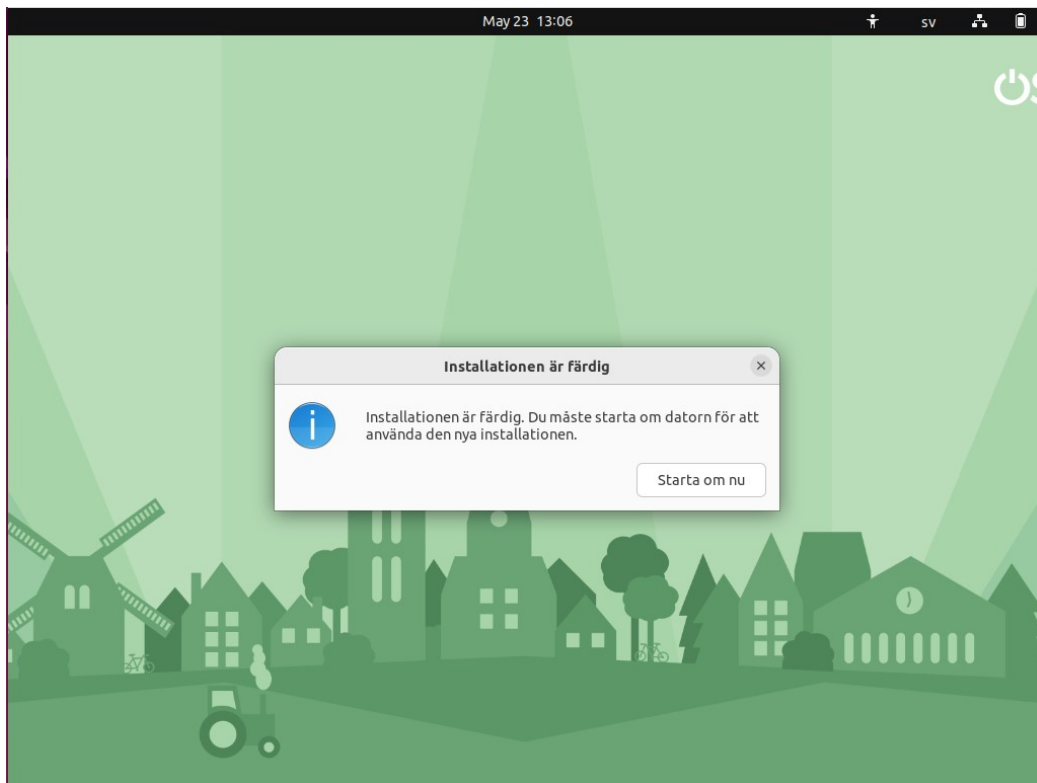 May 23 13:06
sv
Installationen är färdig
Installationen är färdig. Du måste starta om datorn för att
använda den nya installationen.
Starta om nu